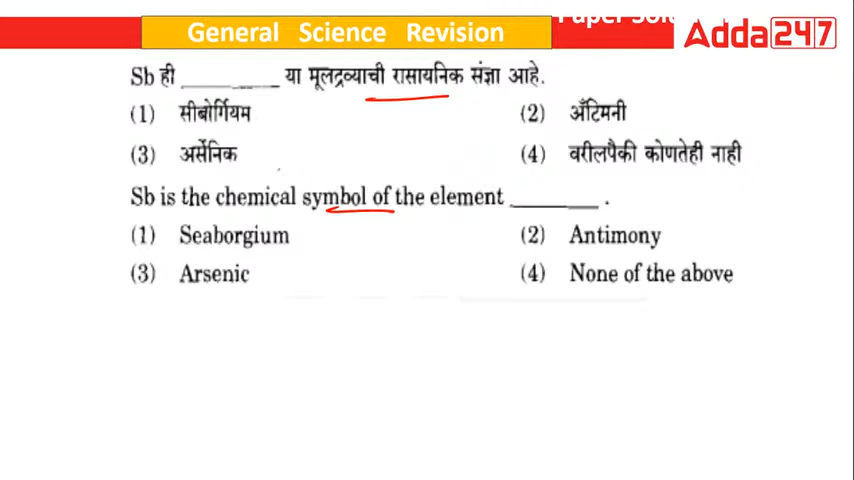 Paper Solution
General Science Revision
Adda247
Sb ही ________ या मूलद्रव्याची रासायनिक संज्ञा आहे.
(1) सीबोर्गियम (2) अँटिमनी
(3) अर्सेनिक (4) वरीलपैकी कोणतेही नाही
Sb is the chemical symbol of the element ________ .
(1) Seaborgium (2) Antimony
(3) Arsenic (4) None of the above